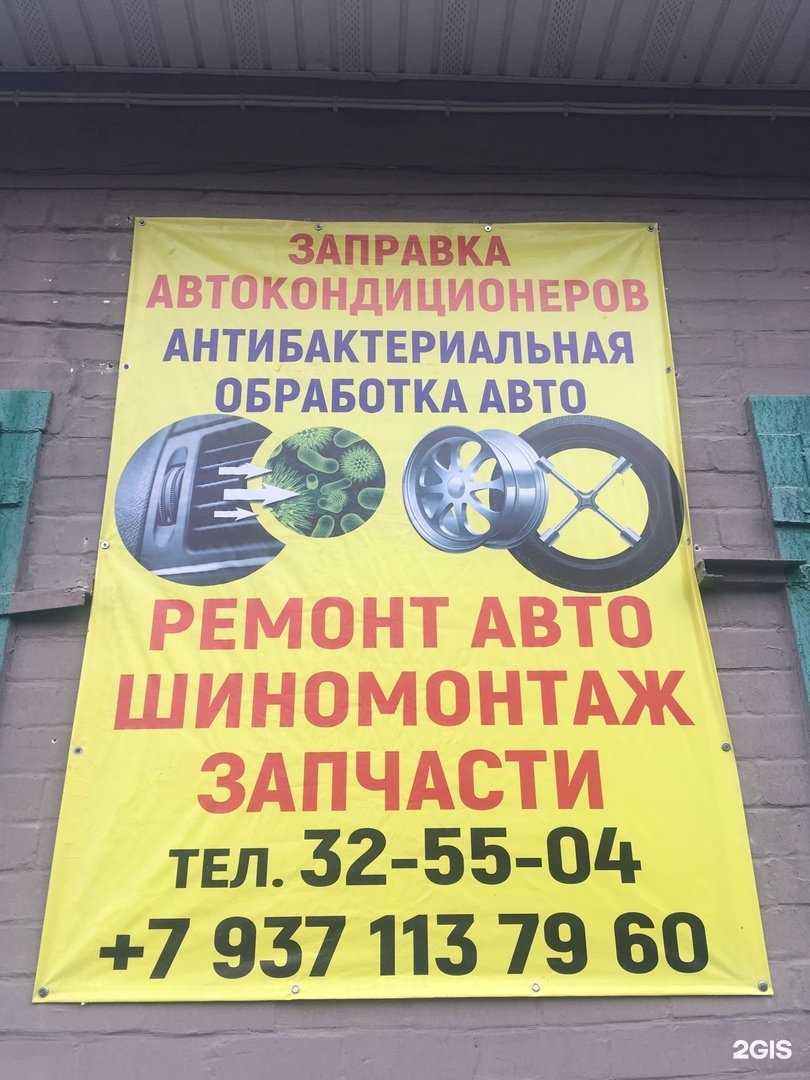 ЗАПРАВКА
АВТОКОНДИЦИОНЕРОВ
АНТИБАКТЕРИАЛЬНАЯ
ОБРАБОТКА АВТО
РЕМОНТ АВТО
ШИНОМОНТАЖ
ЗАПЧАСТИ
ТЕЛ. 32-55-04
+7 937 113 79 60
2GIS